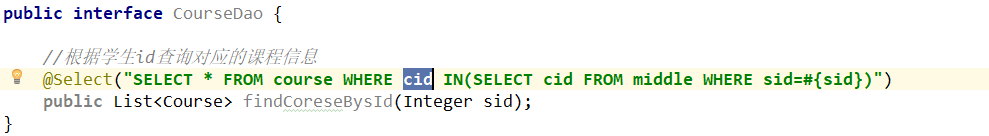 public interface CourseDao {
//根据学生id查询对应的课程信息
@Select("SELECT * FROM course WHERE cid IN(SELECT cid FROM middle WHERE sid=#{sid})")
public List<Course> findCoreseBysId(Integer sid);
}